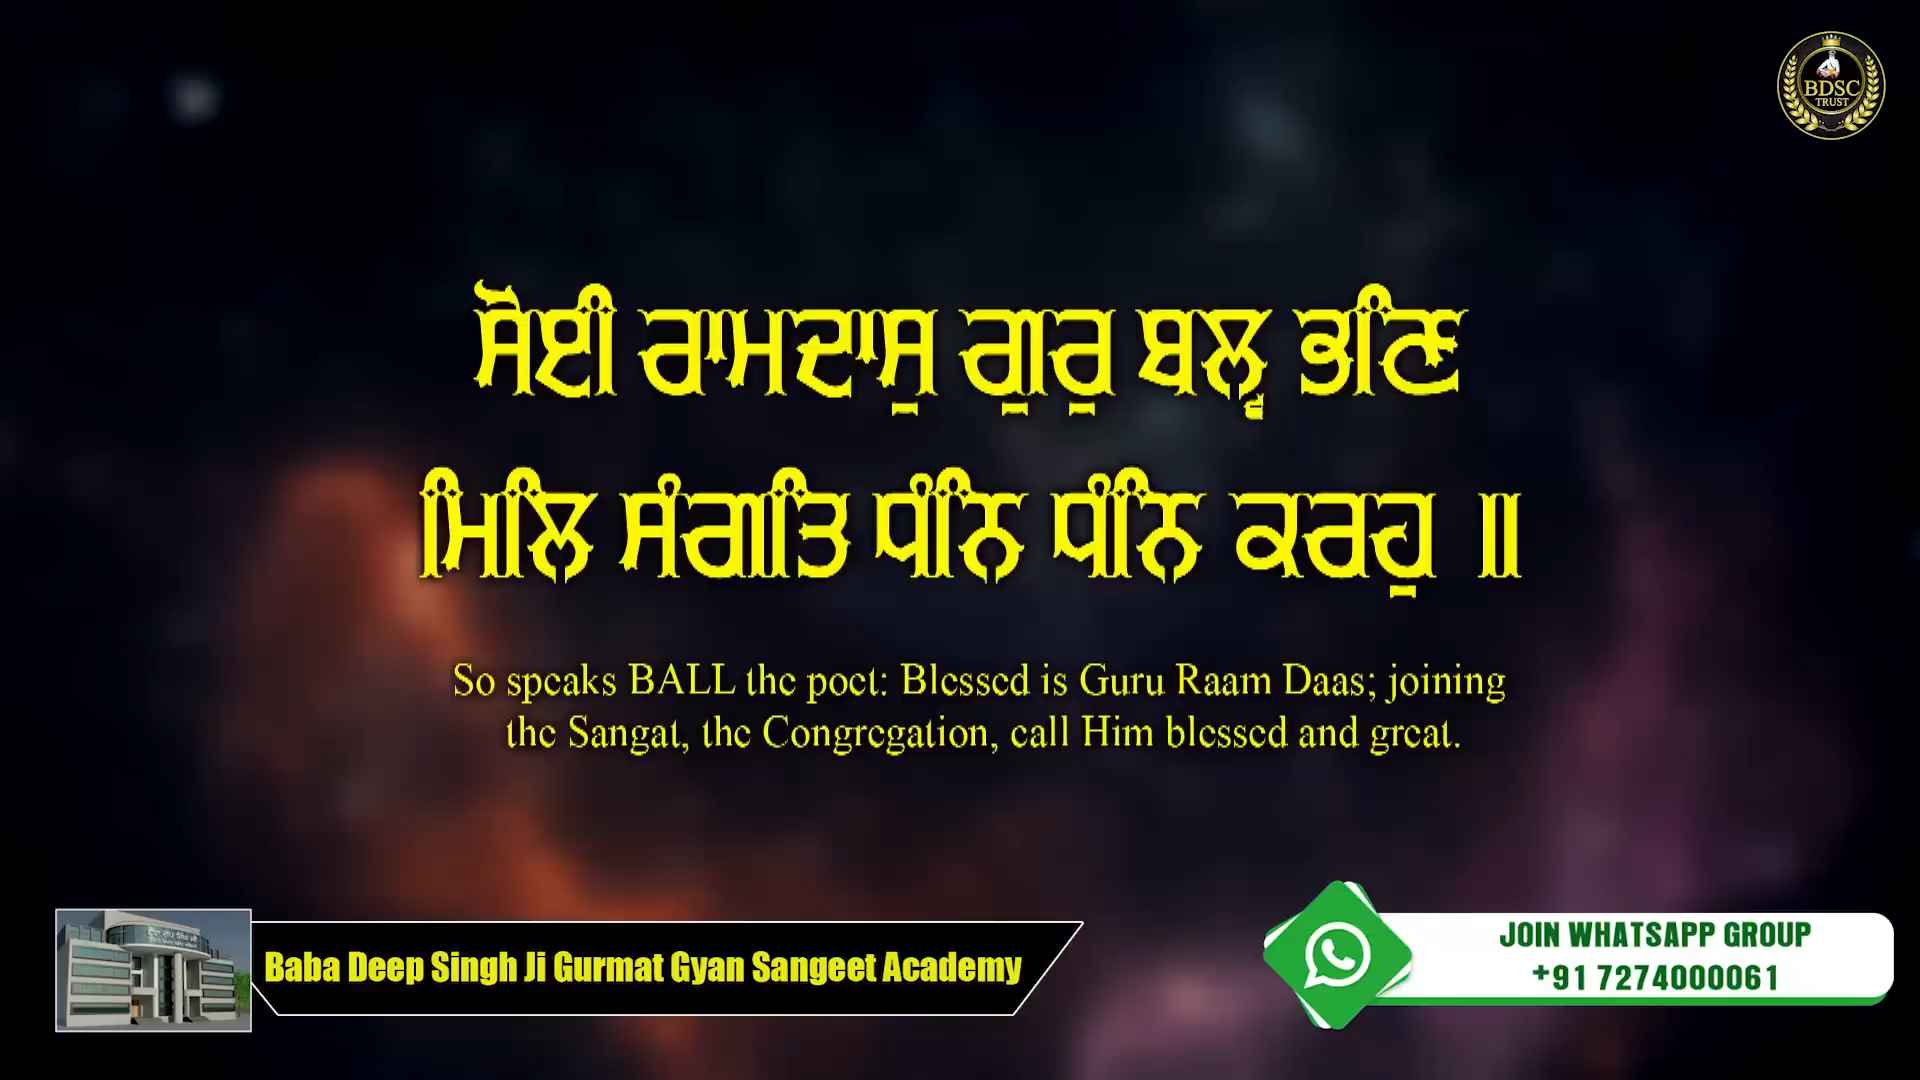 BDSC
TRUST
ਸੋਈ ਰਾਮਦਾਸੁ ਗੁਰੁ ਬਲੵ ਭਣਿ
ਮਿਲਿ ਸੰਗਤਿ ਧੰਨਿ ਧੰਨਿ ਕਰਹੁ ॥
So speaks BALL the poet: Blessed is Guru Raam Daas; joining
the Sangat, the Congregation, call Him blessed and great.
Baba Deep Singh Ji Gurmat Gyan Sangeet Academy
JOIN WHATSAPP GROUP
+91 7274000061